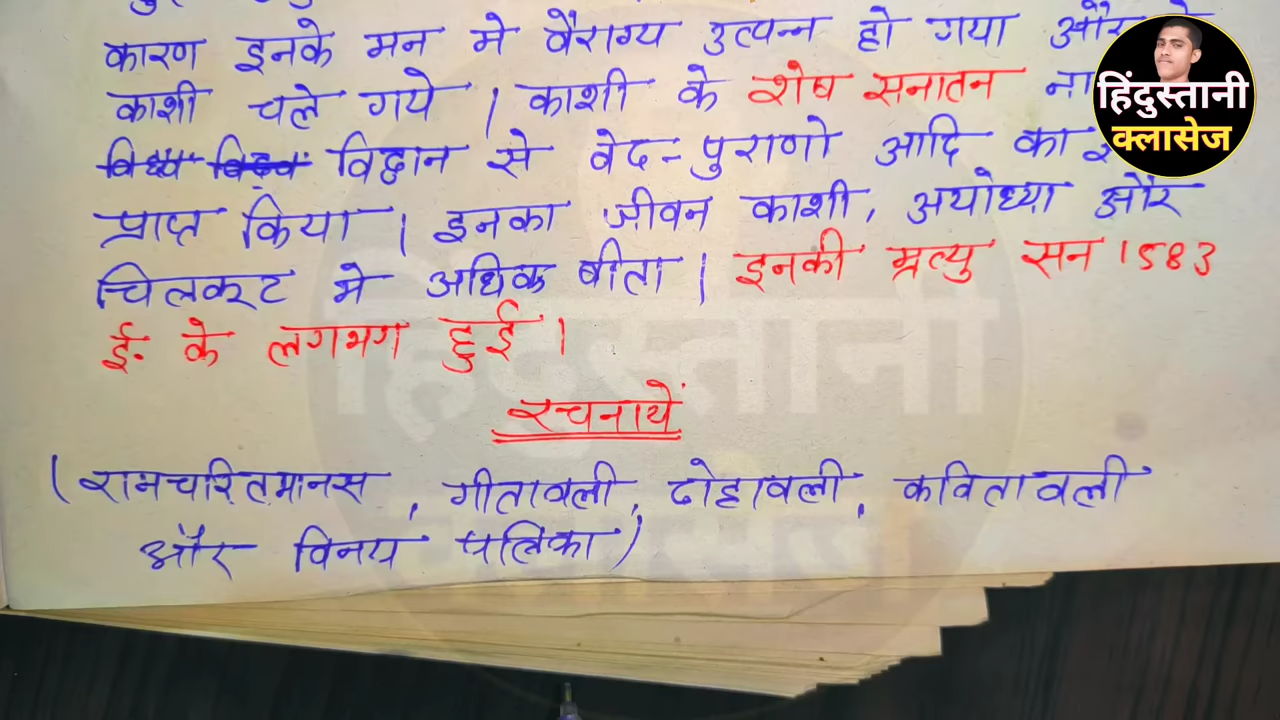 कारण इनके मन मे वैराग्य उत्पन्न हो गया और
काशी चले गये । काशी के शेष सनातन
विद्वान से वेद-पुराणो आदि का
प्राप्त किया । इनका जीवन काशी, अयोध्या और
चित्रकूट मे अधिक बीता । इनकी म्रत्यु सन 1583
ई॰ के लगभग हुई ।
रचनायें
(रामचरितमानस, गीतावली, दोहावली, कवितावली
और विनय पत्रिका)
हिंदुस्तानी
क्लासेज